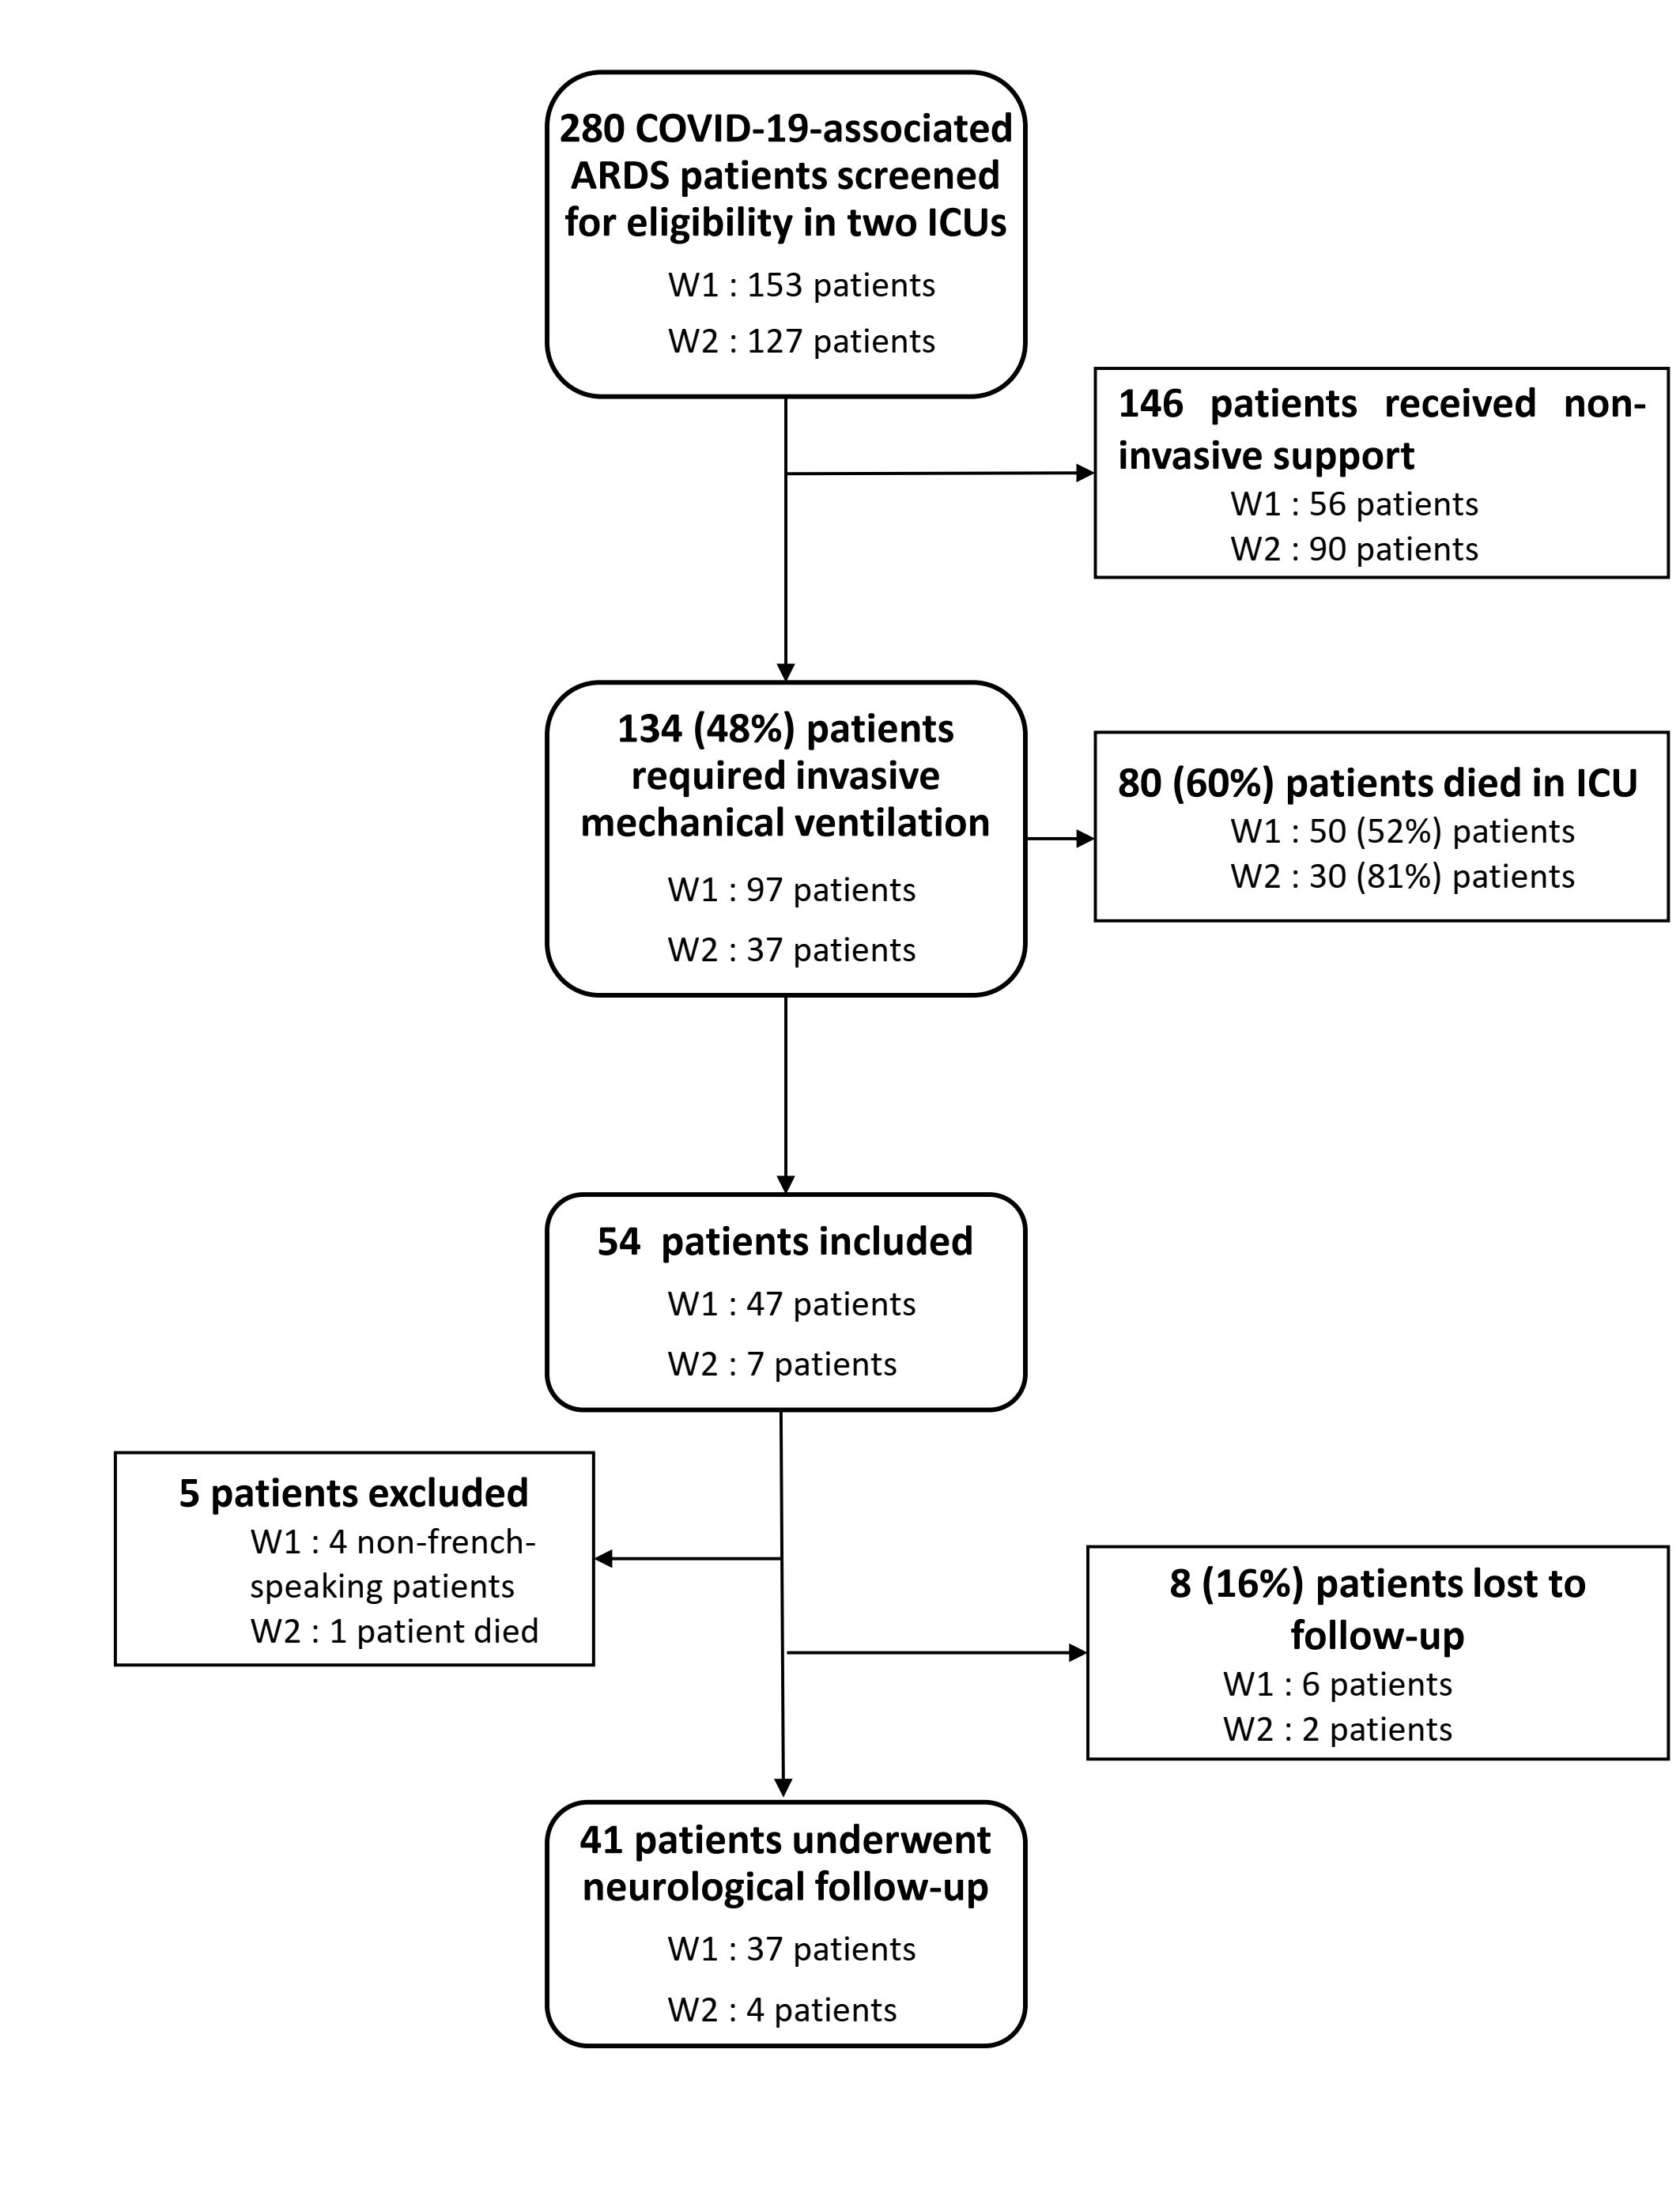 280 COVID-19-associated
ARDS patients screened
for eligibility in two ICUs
W1 : 153 patients
W2 : 127 patients
146 patients received non-
invasive support
W1 : 56 patients
W2 : 90 patients
134 (48%) patients
required invasive
mechanical ventilation
W1 : 97 patients
W2 : 37 patients
80 (60%) patients died in ICU
W1 : 50 (52%) patients
W2 : 30 (81%) patients
54 patients included
W1 : 47 patients
W2 : 7 patients
5 patients excluded
W1 : 4 non-french-
speaking patients
W2 : 1 patient died
8 (16%) patients lost to
follow-up
W1 : 6 patients
W2 : 2 patients
41 patients underwent
neurological follow-up
W1 : 37 patients
W2 : 4 patients